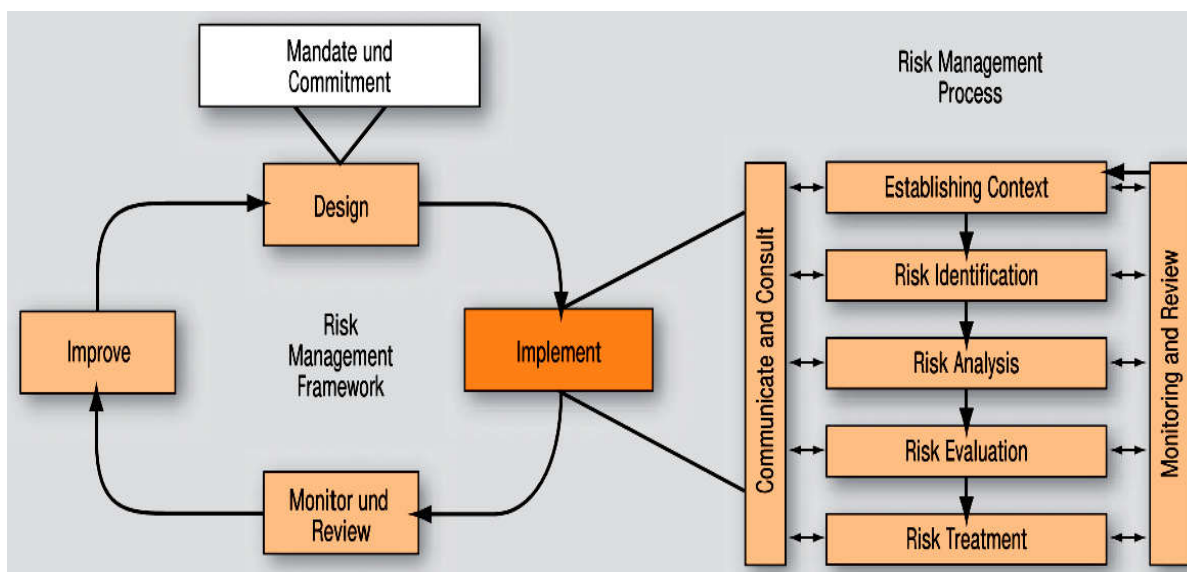 Mandate und
Commitment
Design
Improve
Risk
Management
Framework
Implement
Monitor und
Review
Risk Management
Process
Communicate and Consult
Establishing Context
Risk Identification
Risk Analysis
Risk Evaluation
Risk Treatment
Monitoring and Review